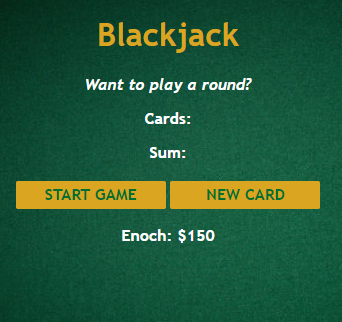 Blackjack
Want to play a round?
Cards:
Sum:
START GAME NEW CARD
Enoch: $150